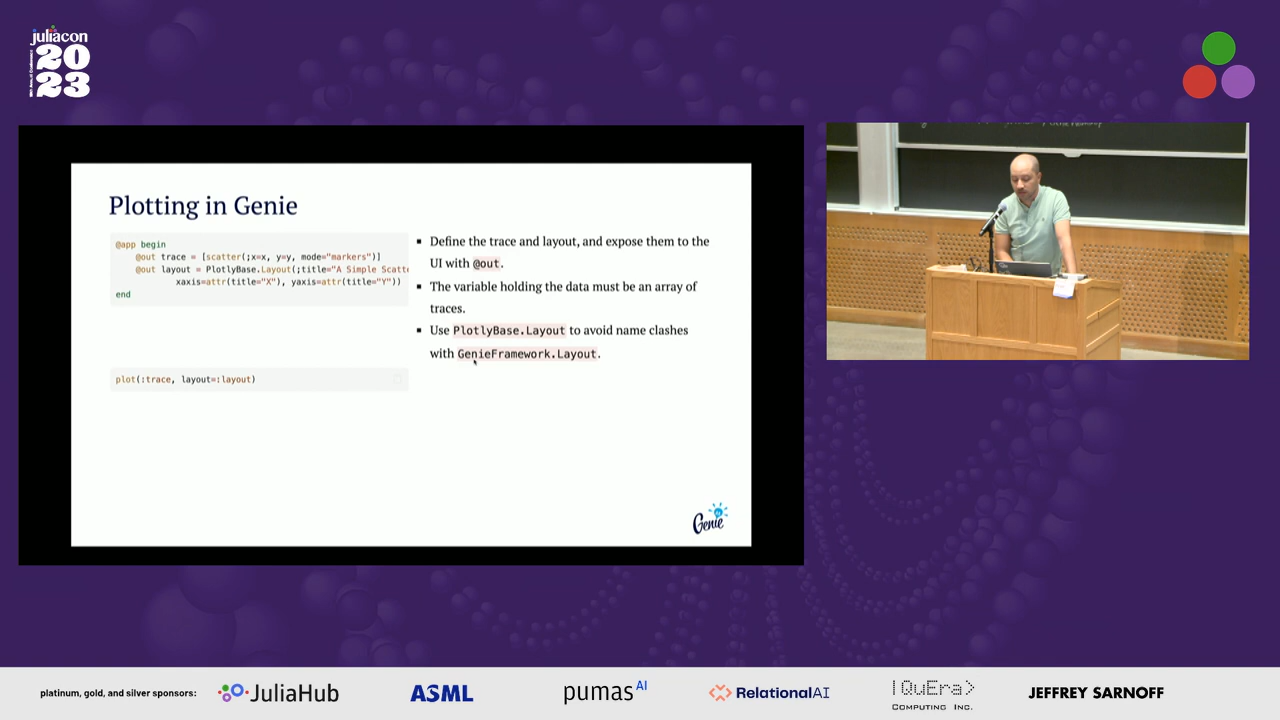 juliacon
20
23
Plotting in Genie
@app begin
@out trace = [scatter(;x=x, y=y, mode="markers")]
@out layout = PlotlyBase.Layout(;title="A Simple Scatte
xaxis=attr(title="X"), yaxis=attr(title="Y"))
end
plot(:trace, layout=:layout)
▪ Define the trace and layout, and expose them to the
UI with @out.
▪ The variable holding the data must be an array of
traces.
▪ Use PlotlyBase.Layout to avoid name clashes
with GenieFramework.Layout.
Genie
platinum, gold, and silver sponsors:
JuliaHub
ASML
pumas AI
RelationalAI
|QuEra>
COMPUTING INC.
JEFFREY SARNOFF